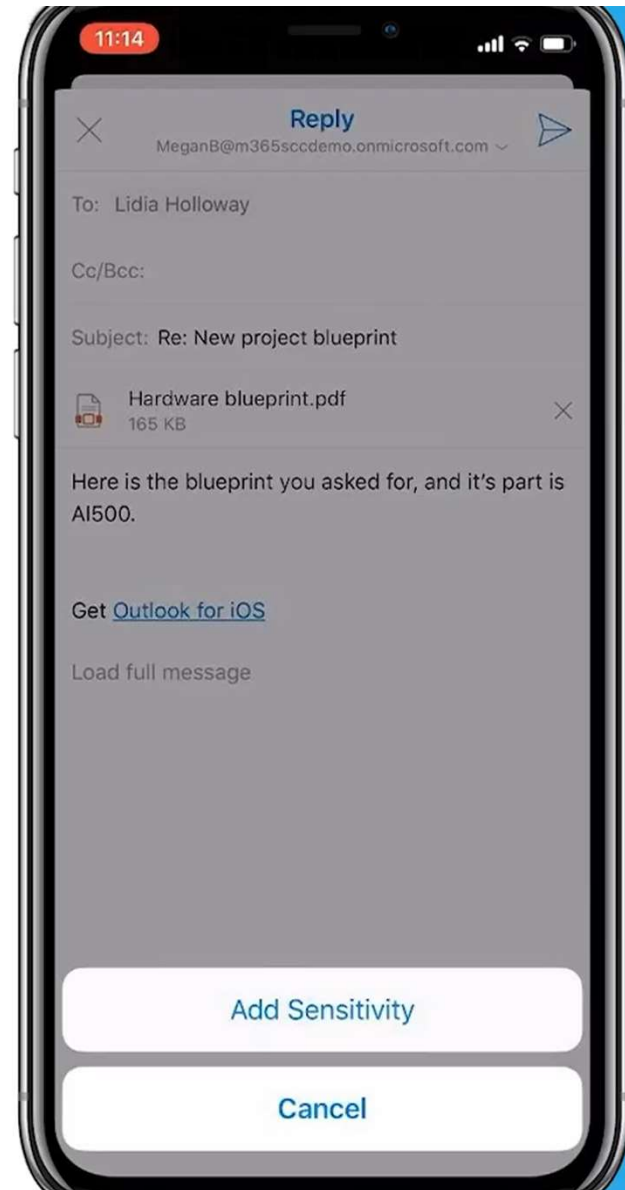 11:14
Reply
MeganB@m365sccdemo.onmicrosoft.com
To: Lidia Holloway
Cc/Bcc:
Subject: Re: New project blueprint
Hardware blueprint.pdf
165 KB
Here is the blueprint you asked for, and it's part is
AI500.
Get Outlook for iOS
Load full message
Add Sensitivity
Cancel